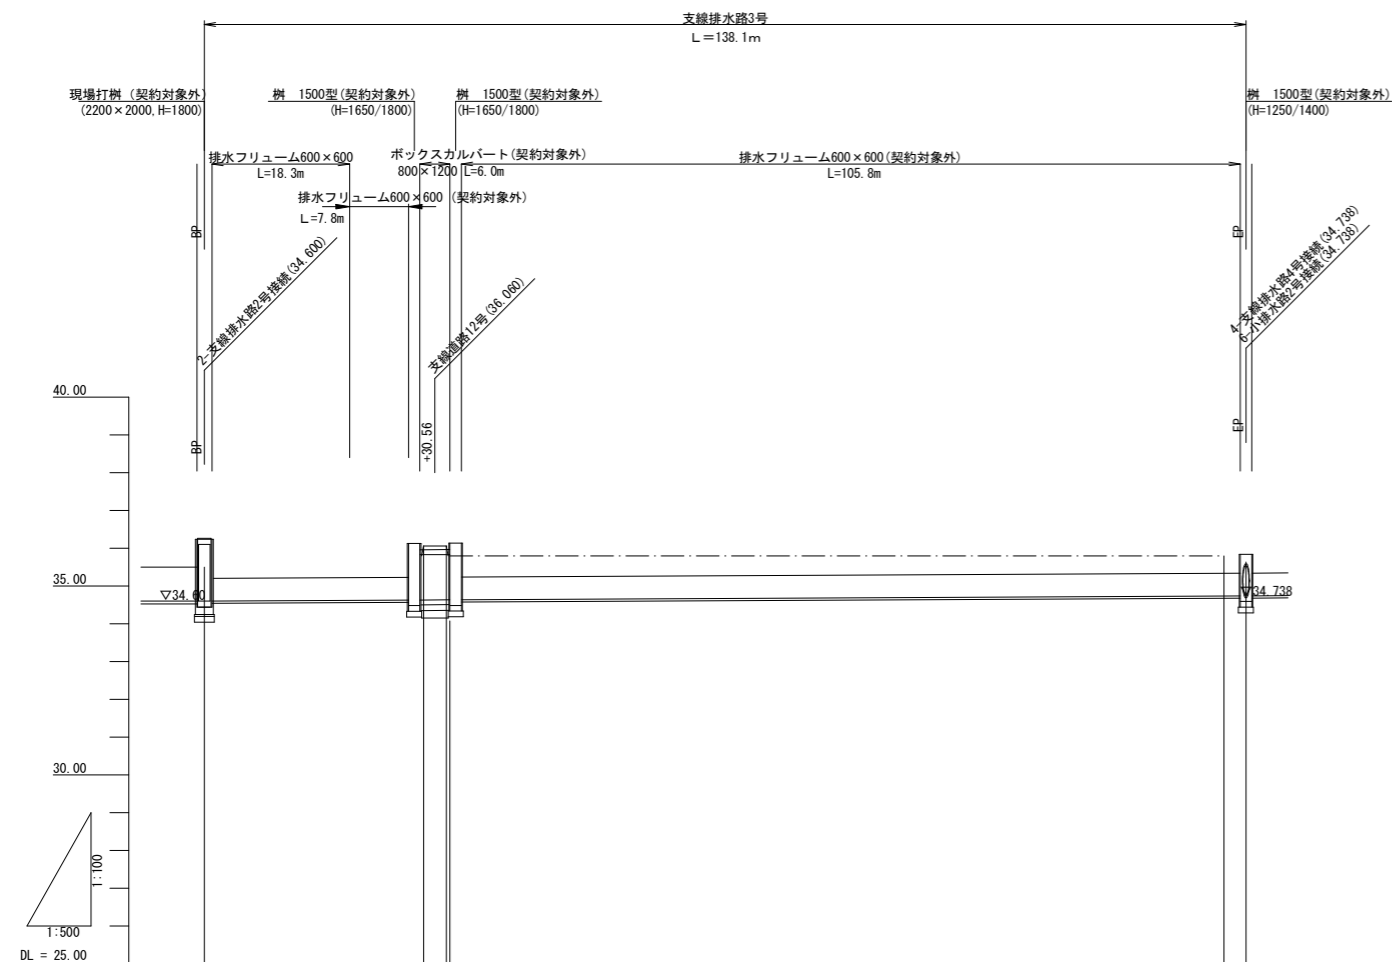 支線排水路3号
L=138.1m
現場打桝 (契約対象外)
(2200×2000,H=1800)
桝 1500型(契約対象外)
(H=1650/1800)
桝 1500型(契約対象外)
(H=1650/1800)
桝 1500型(契約対象外)
(H=1250/1400)
排水フリューム600×600
L=18.3m
ボックスカルバート(契約対象外)
800×1200 L=6.0m
排水フリューム600×600(契約対象外)
L=105.8m
排水フリューム600×600 (契約対象外)
L=7.8m
BP
EP
2-支線排水路2号接続(34.600)
支線道路12号(36.060)
4-支線排水路4号接続(34.738)
6-小排水路2号接続(34.738)
40.00
BP
+30.56
EP
35.00
▽34.60
▽34.738
30.00
1:100
1:500
DL = 25.00